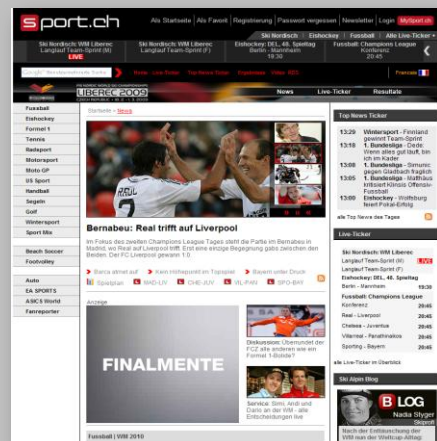 sport.ch
Als Startseite | Als Favorit | Registrierung | Passwort vergessen | Newsletter | Login MySport.ch
Ski Nordisch | Eishockey | Fussball | Alle Live-Ticker
Ski Nordisch: WM Liberec
Langlauf Team-Sprint (M)
LIVE
Ski Nordisch: WM Liberec
Langlauf Team-Sprint (F)
Eishockey: DEL, 48. Spieltag
Berlin - Mannheim
19:30
Fussball: Champions League
Konferenz
20:45
Home Live-Ticker Top News Ticker Tagesschau Video RSS
Francais
LIBEREC 2009
News Live-Ticker Resultate
Fussball
Eishockey
Formel 1
Tennis
Radsport
Motorsport
Moto GP
US Sport
Handball
Segeln
Golf
Wintersport
Sport Mix
Beach Soccer
Footvolley
Auto
EA SPORTS
ASICS World
Fanreporter
Startseite » News
Bernabeu: Real trifft auf Liverpool
Im Fokus des zweiten Champions League Tages steht die Partie im Bernabeu in
Madrid, wo Real auf Liverpool trifft. Erst eine einzige Begegnung gabs zwischen den
Beiden. Der FC Liverpool gewann 1:0.
Barca atmet auf Kein Höhepunkt im Topspiel Bayern unter Druck
Spielplan MAD-LIV CHE-JUV VIL-PAN SPO-BAY
Anzeige
FINALMENTE
Diskussion: Übernudelt der
FCZ alle anderen wie ein
Formel 1-Bolide?
Service: Simi, Andi und
Dario an der WM - alle
Entscheidungen live
Fussball | WM 2010
Top News Ticker
13:29 Wintersport - Finnland
gewinnt Team-Sprint
13:18 1. Bundesliga - Dede:
Wenn alles gut läuft, bin
ich im Kader
13:08 1. Bundesliga - Simunic
gegen Gladbach fraglich
13:05 1. Bundesliga - Matthäus
kritisiert Klinsis Offensiv-
Fussball
13:00 Eishockey - Wolfsburg
feiert Pokal-Erfolg
alle Top News des Tages
Live-Ticker
Ski Nordisch: WM Liberec
Langlauf Team-Sprint (M) LIVE
Langlauf Team-Sprint (F)
Eishockey: DEL, 48. Spieltag
Berlin - Mannheim 19:30
Fussball: Champions League
Konferenz 20:45
Real - Liverpool 20:45
Chelsea - Juventus 20:45
Villarreal - Panathinaikos 20:45
Sporting - Bayern 20:45
alle Live-Ticker im Überblick
Ski Alpin Blog
BLOG
Nadia Styger
Skiprofi
Nach der Enttäuschung der
WM nun der Weltcup-Alltag